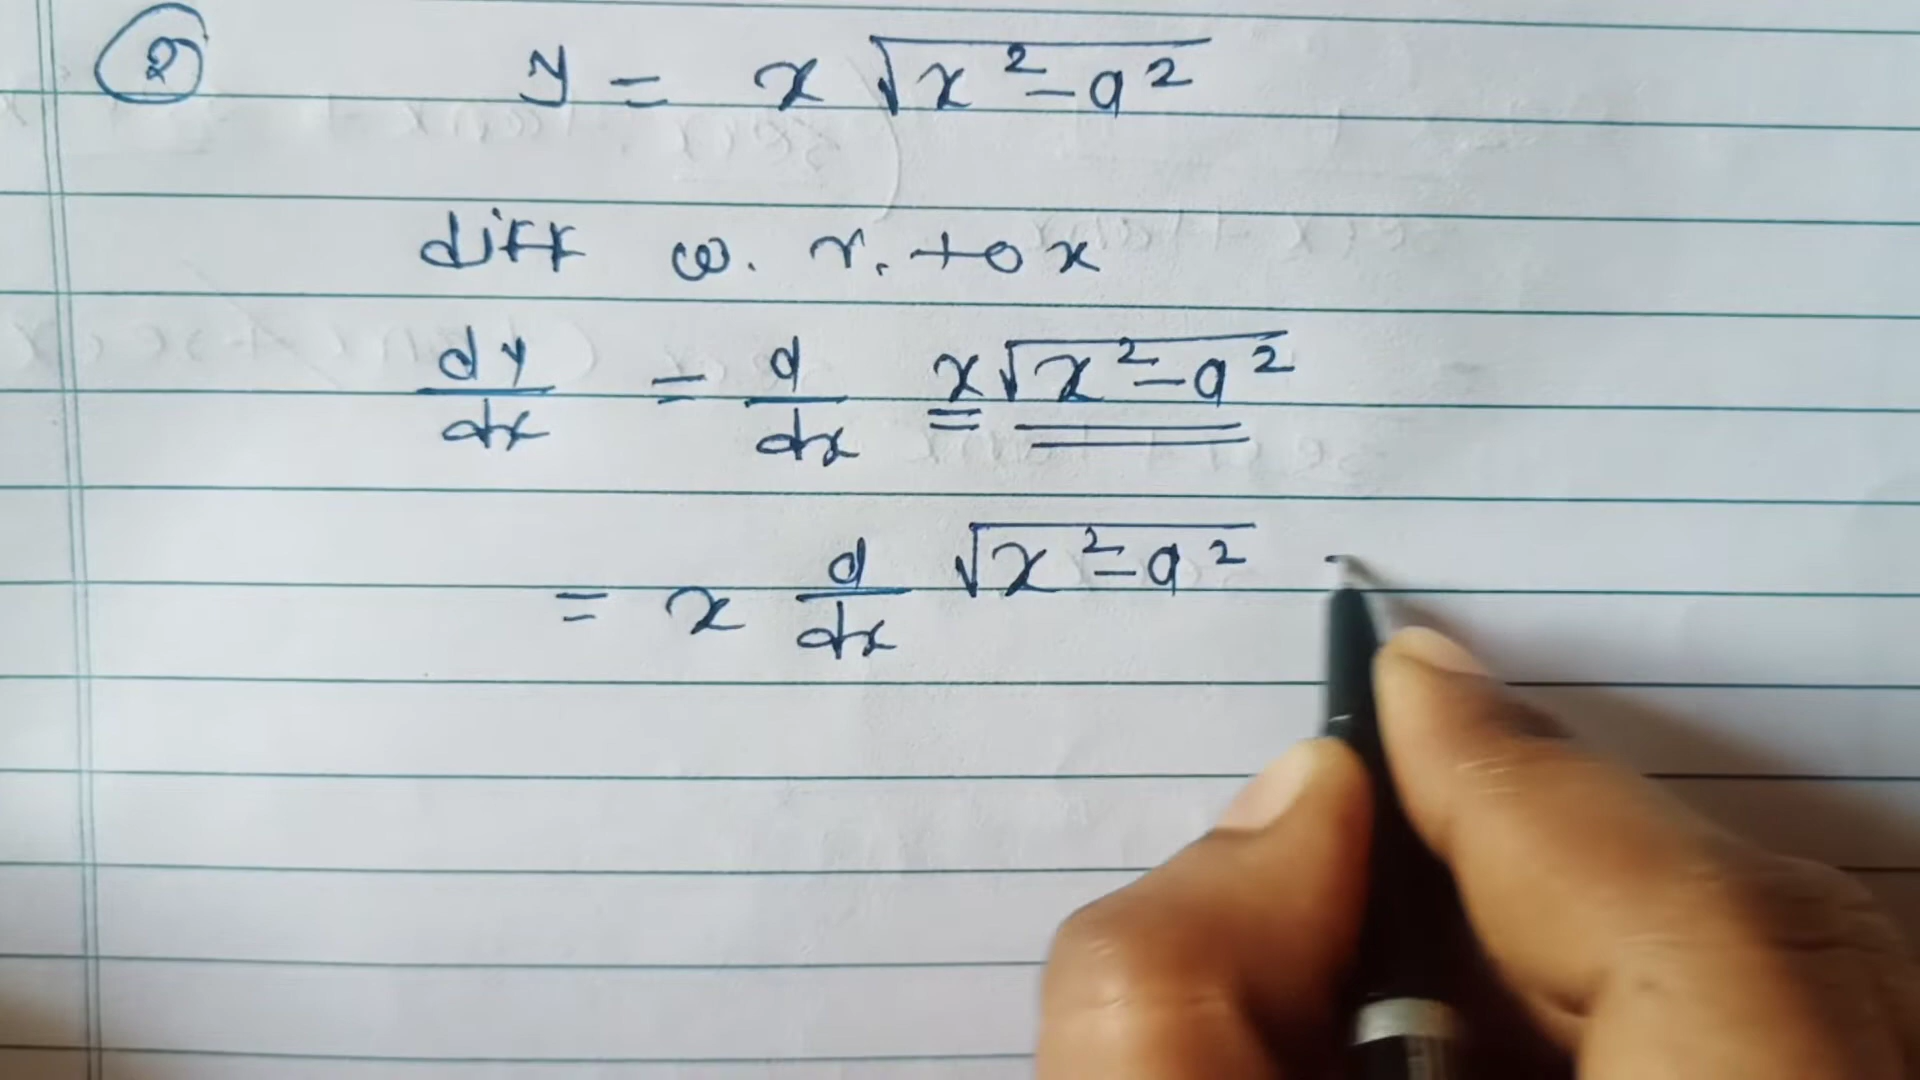 ② y = x √x²-a²
diff w. r. to x
dy/dx = d/dx x√x²-a²
= x d/dx √x²-a²